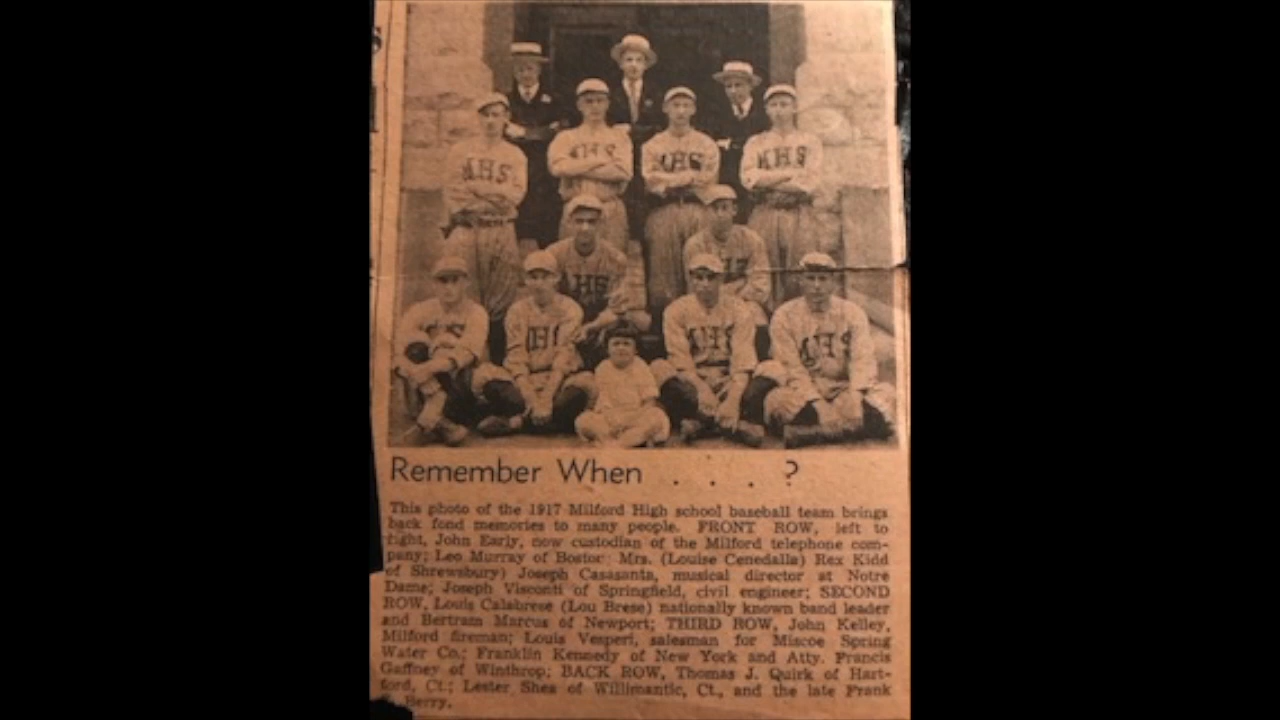 MHS
MHS
MHS
MHS
MHS
MHS
MHS
MHS
Remember When . . . ?
This photo of the 1917 Milford High school baseball team brings
back fond memories to many people. FRONT ROW, left to
right, John Early, now custodian of the Milford telephone com-
pany; Leo Murray of Boston; Mrs. (Louise Cenedalla) Rex Kidd
of Shrewsbury) Joseph Casasanta, musical director at Notre
Dame; Joseph Visconti of Springfield, civil engineer; SECOND
ROW, Louis Calabrese (Lou Brese) nationally known band leader
and Bertram Marcus of Newport; THIRD ROW, John Kelley,
Milford fireman; Louis Vesperi, salesman for Miscoe Spring
Water Co.; Franklin Kennedy of New York and Atty. Francis
Gaffney of Winthrop; BACK ROW, Thomas J. Quirk of Hart-
ford, Ct.; Lester Shea of Willimantic, Ct., and the late Frank
Berry.